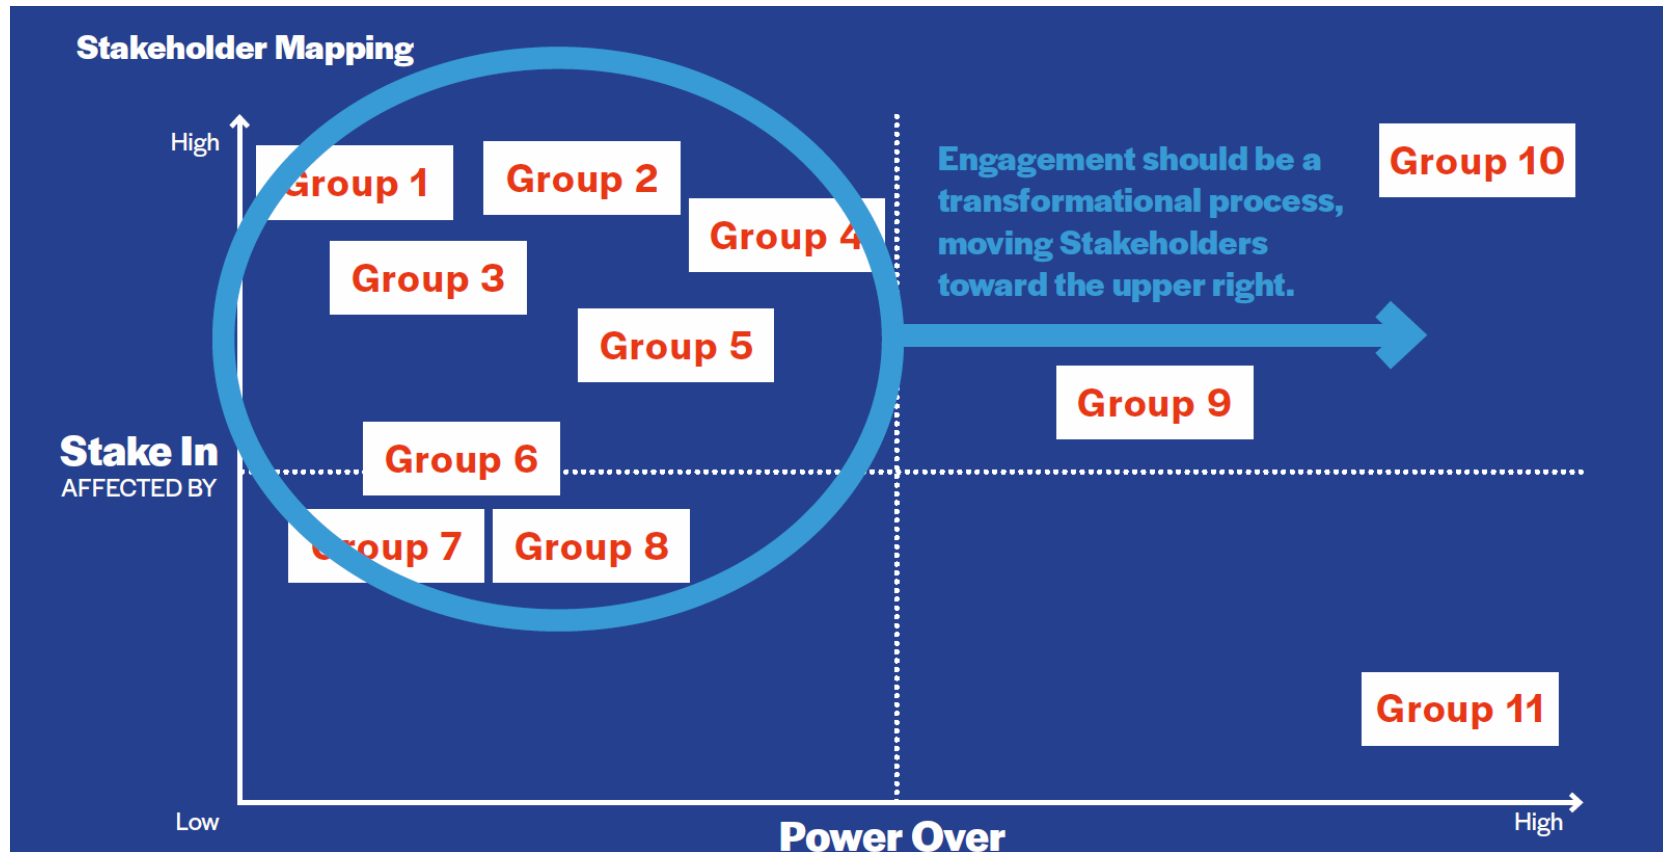 Stakeholder Mapping
High
Group 1
Group 2
Group 4
Group 3
Group 5
Group 6
Group 7
Group 8
Engagement should be a
transformational process,
moving Stakeholders
toward the upper right.
Group 10
Group 9
Group 11
Stake In
AFFECTED BY
Low
Power Over
High